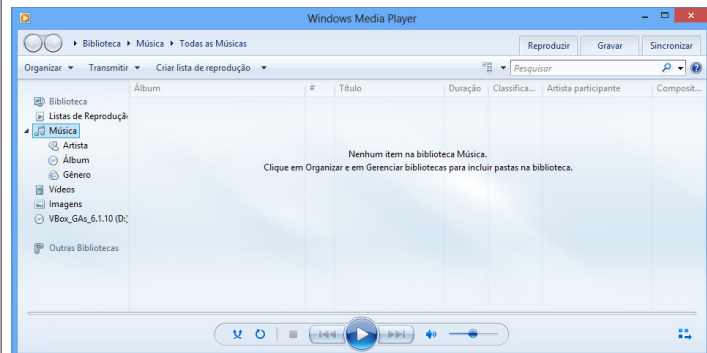 Windows Media Player
Biblioteca Música Todas as Músicas
Reproduzir Gravar Sincronizar
Organizar Transmitir Criar lista de reprodução Pesquisar
Álbum # Título Duração Classifica... Artista participante Composit...
Biblioteca
Listas de Reproduçã
Música
Artista
Álbum
Gênero
Vídeos
Imagens
VBox_GAs_6.1.10 (D:)
Outras Bibliotecas
Nenhum item na biblioteca Música.
Clique em Organizar e em Gerenciar bibliotecas para incluir pastas na biblioteca.